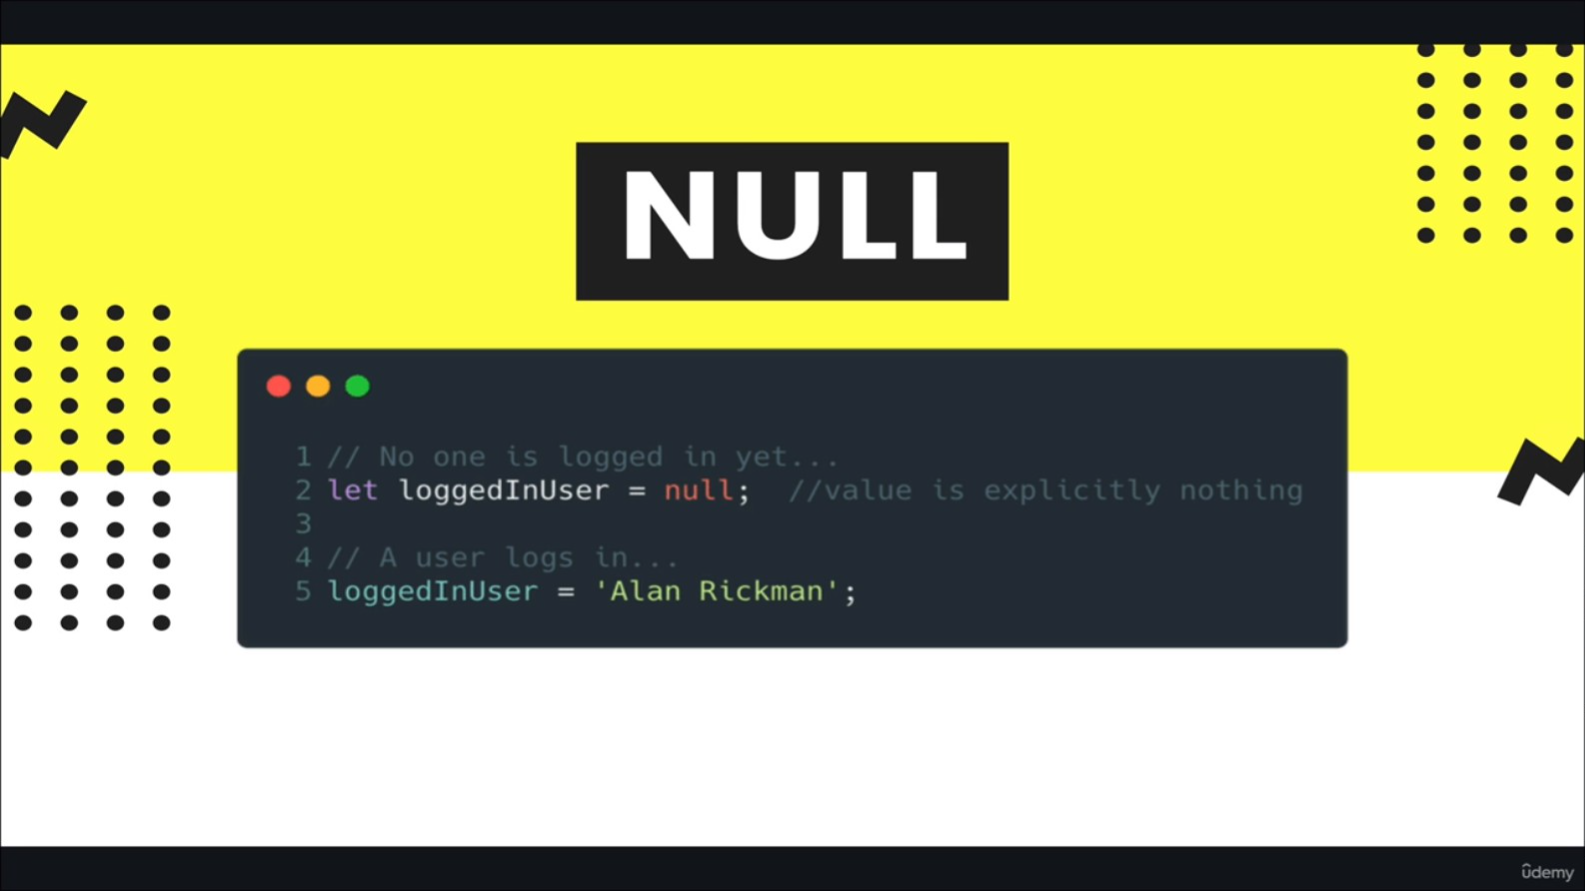 NULL
1 // No one is logged in yet...
2 let loggedInUser = null;  //value is explicitly nothing
3
4 // A user logs in...
5 loggedInUser = 'Alan Rickman';
ûdemy